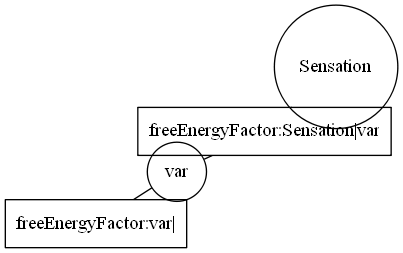 Sensation
freeEnergyFactor:Sensation|var
var
freeEnergyFactor:var|